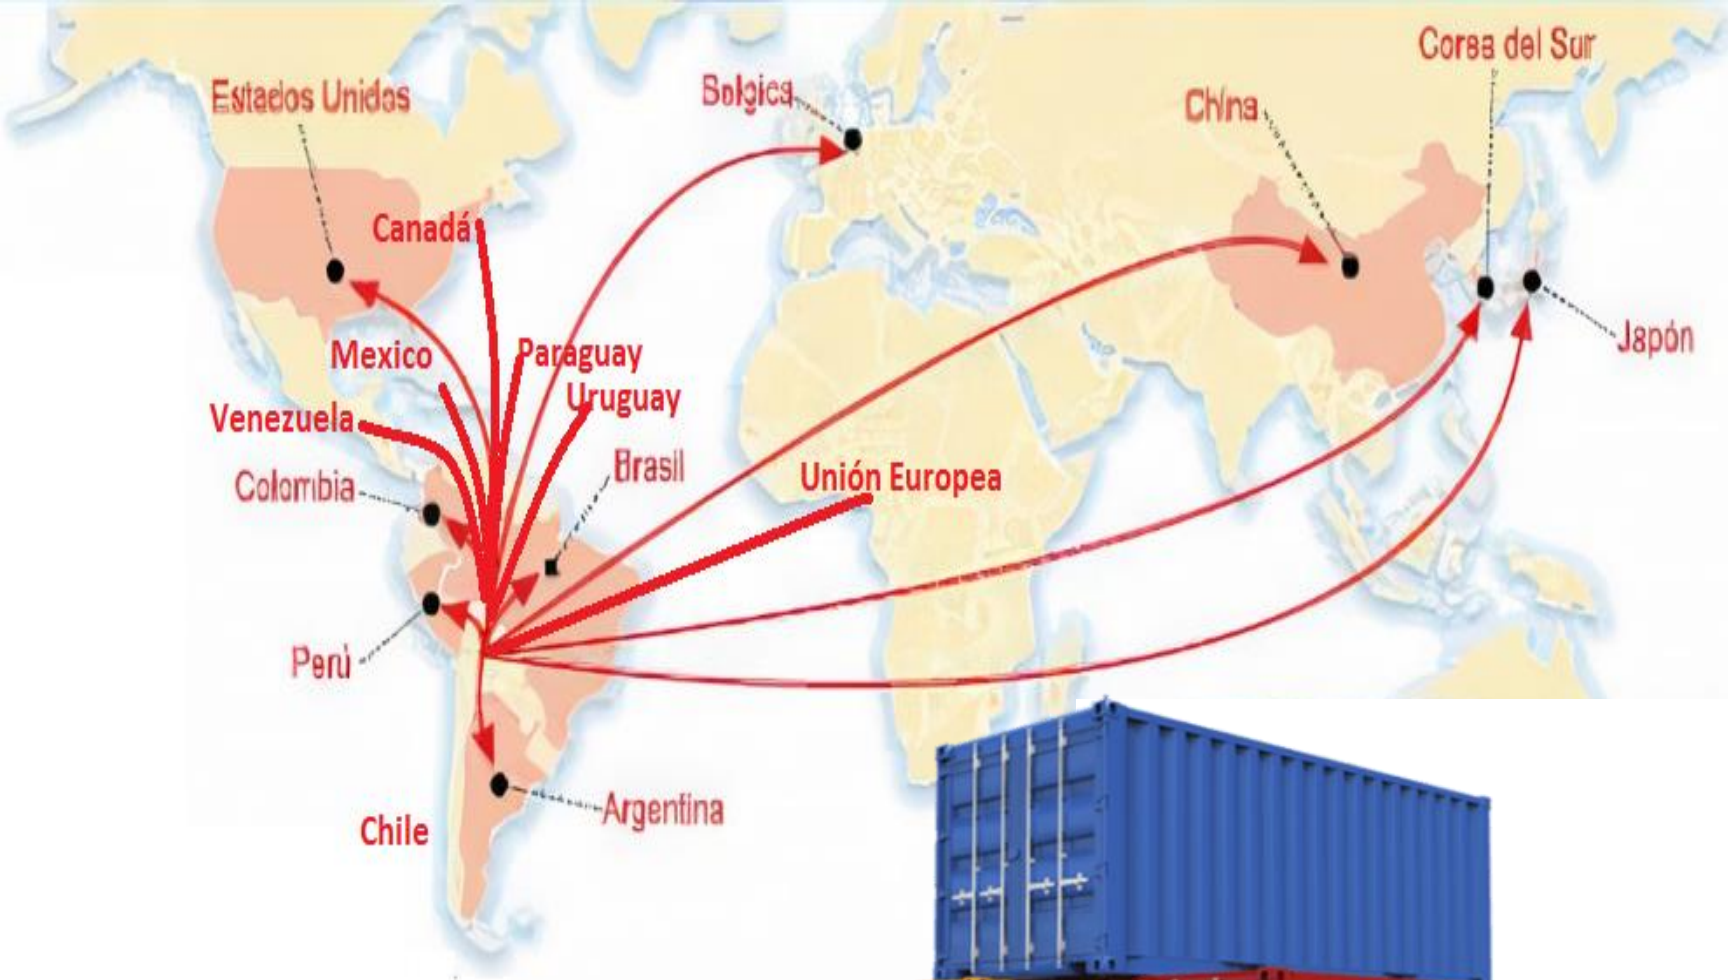 Corea del Sur
Estados Unidos
Belgica
China
Canadá
Mexico
Paraguay
Japón
Uruguay
Venezuela
Brasil
Unión Europea
Colombia
Perú
Argentina
Chile